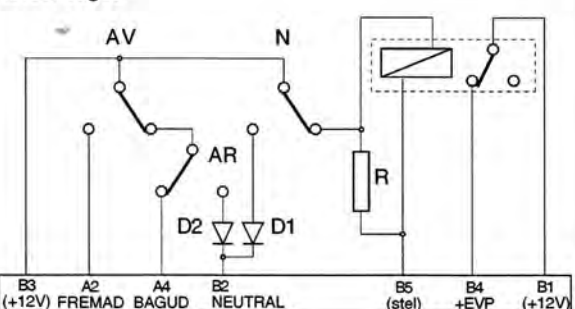 AV N
AR
R
D2 D1
B3 A2 A4 B2 B5 B4 B1
(+12V) FREMAD BAGUD NEUTRAL (stel) +EVP (+12V)